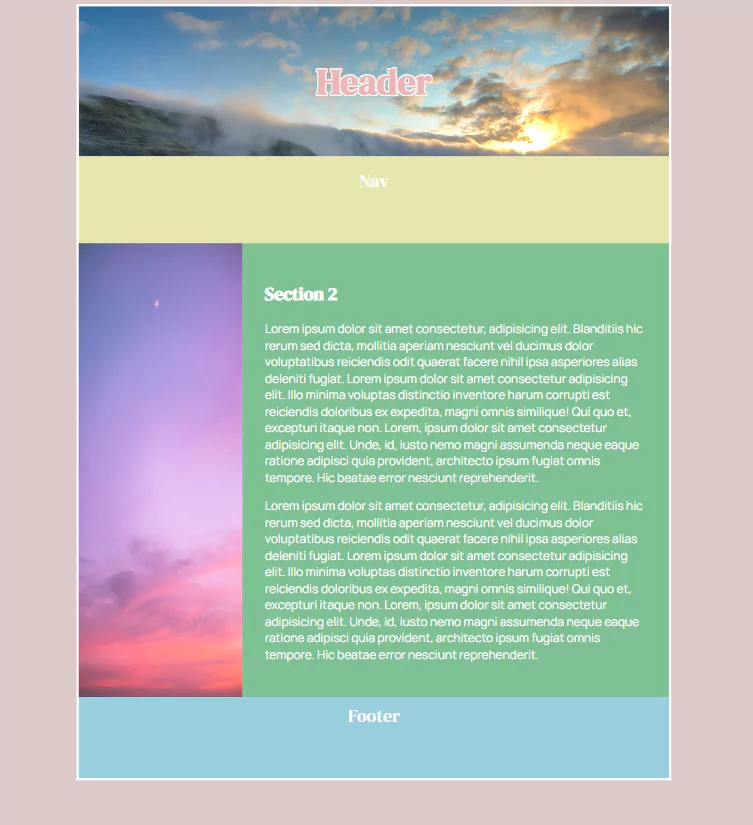 Header
Nav
Section 2
Lorem ipsum dolor sit amet consectetur, adipisicing elit. Blanditiis hic
rerum sed dicta, mollitia aperiam nesciunt vel ducimus dolor
voluptatibus reiciendis odit quaerat facere nihil ipsa asperiores alias
deleniti fugiat. Lorem ipsum dolor sit amet consectetur adipisicing
elit. Illo minima voluptas distinctio inventore harum corrupti est
reiciendis doloribus ex expedita, magni omnis similique! Qui quo et,
excepturi itaque non. Lorem, ipsum dolor sit amet consectetur
adipisicing elit. Unde, id, iusto nemo magni assumenda neque eaque
ratione adipisci quia provident, architecto ipsum fugiat omnis
tempore. Hic beatae error nesciunt reprehenderit.
Lorem ipsum dolor sit amet consectetur, adipisicing elit. Blanditiis hic
rerum sed dicta, mollitia aperiam nesciunt vel ducimus dolor
voluptatibus reiciendis odit quaerat facere nihil ipsa asperiores alias
deleniti fugiat. Lorem ipsum dolor sit amet consectetur adipisicing
elit. Illo minima voluptas distinctio inventore harum corrupti est
reiciendis doloribus ex expedita, magni omnis similique! Qui quo et,
excepturi itaque non. Lorem, ipsum dolor sit amet consectetur
adipisicing elit. Unde, id, iusto nemo magni assumenda neque eaque
ratione adipisci quia provident, architecto ipsum fugiat omnis
tempore. Hic beatae error nesciunt reprehenderit.
Footer